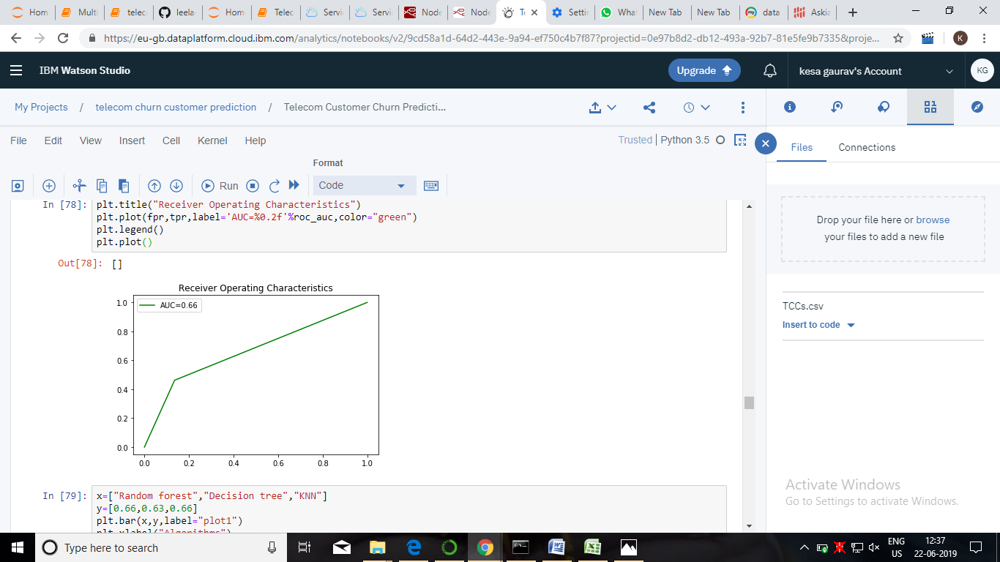 Hom
Multi
telec
leela
Hom
Telec
Servic
Servic
Node
Node
Te
Settin
What
New Tab
New Tab
data
Askia
https://eu-gb.dataplatform.cloud.ibm.com/analytics/notebooks/v2/9cd58a1d-64d2-443e-9a94-ef750c4b7f87?projectid=0e97b8d2-db12-493a-92b7-81e5fe9b7335&proje...
K
IBM Watson Studio
Upgrade
kesa gaurav's Account
KG
My Projects / telecom churn customer prediction / Telecom Customer Churn Predicti...
File Edit View Insert Cell Kernel Help
Trusted | Python 3.5
Files Connections
Format
Run
Code
In [78]: plt.title("Receiver Operating Characteristics")
plt.plot(fpr,tpr,label='AUC=%0.2f'%roc_auc,color="green")
plt.legend()
plt.plot()
Out[78]: []
Receiver Operating Characteristics
AUC=0.66
1.0
0.8
0.6
0.4
0.2
0.0
0.0 0.2 0.4 0.6 0.8 1.0
In [79]: x=["Random forest","Decision tree","KNN"]
y=[0.66,0.63,0.66]
plt.bar(x,y,label="plot1")
plt.xlabel("Algorithms")
Drop your file here or browse
your files to add a new file
TCCs.csv
Insert to code
Activate Windows
Go to Settings to activate Windows.
Type here to search
ENG
US
12:37
22-06-2019